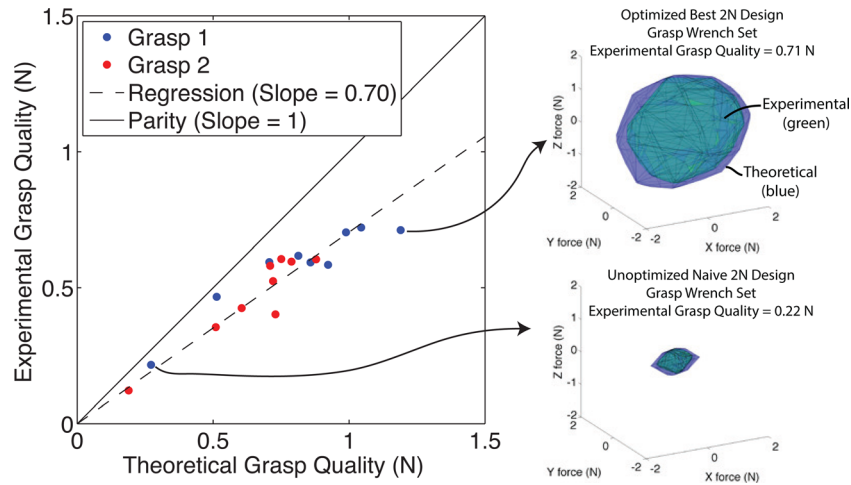 1.5
1
0.5
0
0
0.5
1
1.5
Experimental Grasp Quality (N)
Theoretical Grasp Quality (N)
Grasp 1
Grasp 2
Regression (Slope = 0.70)
Parity (Slope = 1)
Optimized Best 2N Design
Grasp Wrench Set
Experimental Grasp Quality = 0.71 N
2
1
0
-1
-2
Z force (N)
2
0
-2
Y force (N)
-2
0
2
X force (N)
Experimental
(green)
Theoretical
(blue)
Unoptimized Naive 2N Design
Grasp Wrench Set
Experimental Grasp Quality = 0.22 N
2
1
0
-1
-2
Z force (N)
2
0
-2
Y force (N)
-2
0
2
X force (N)